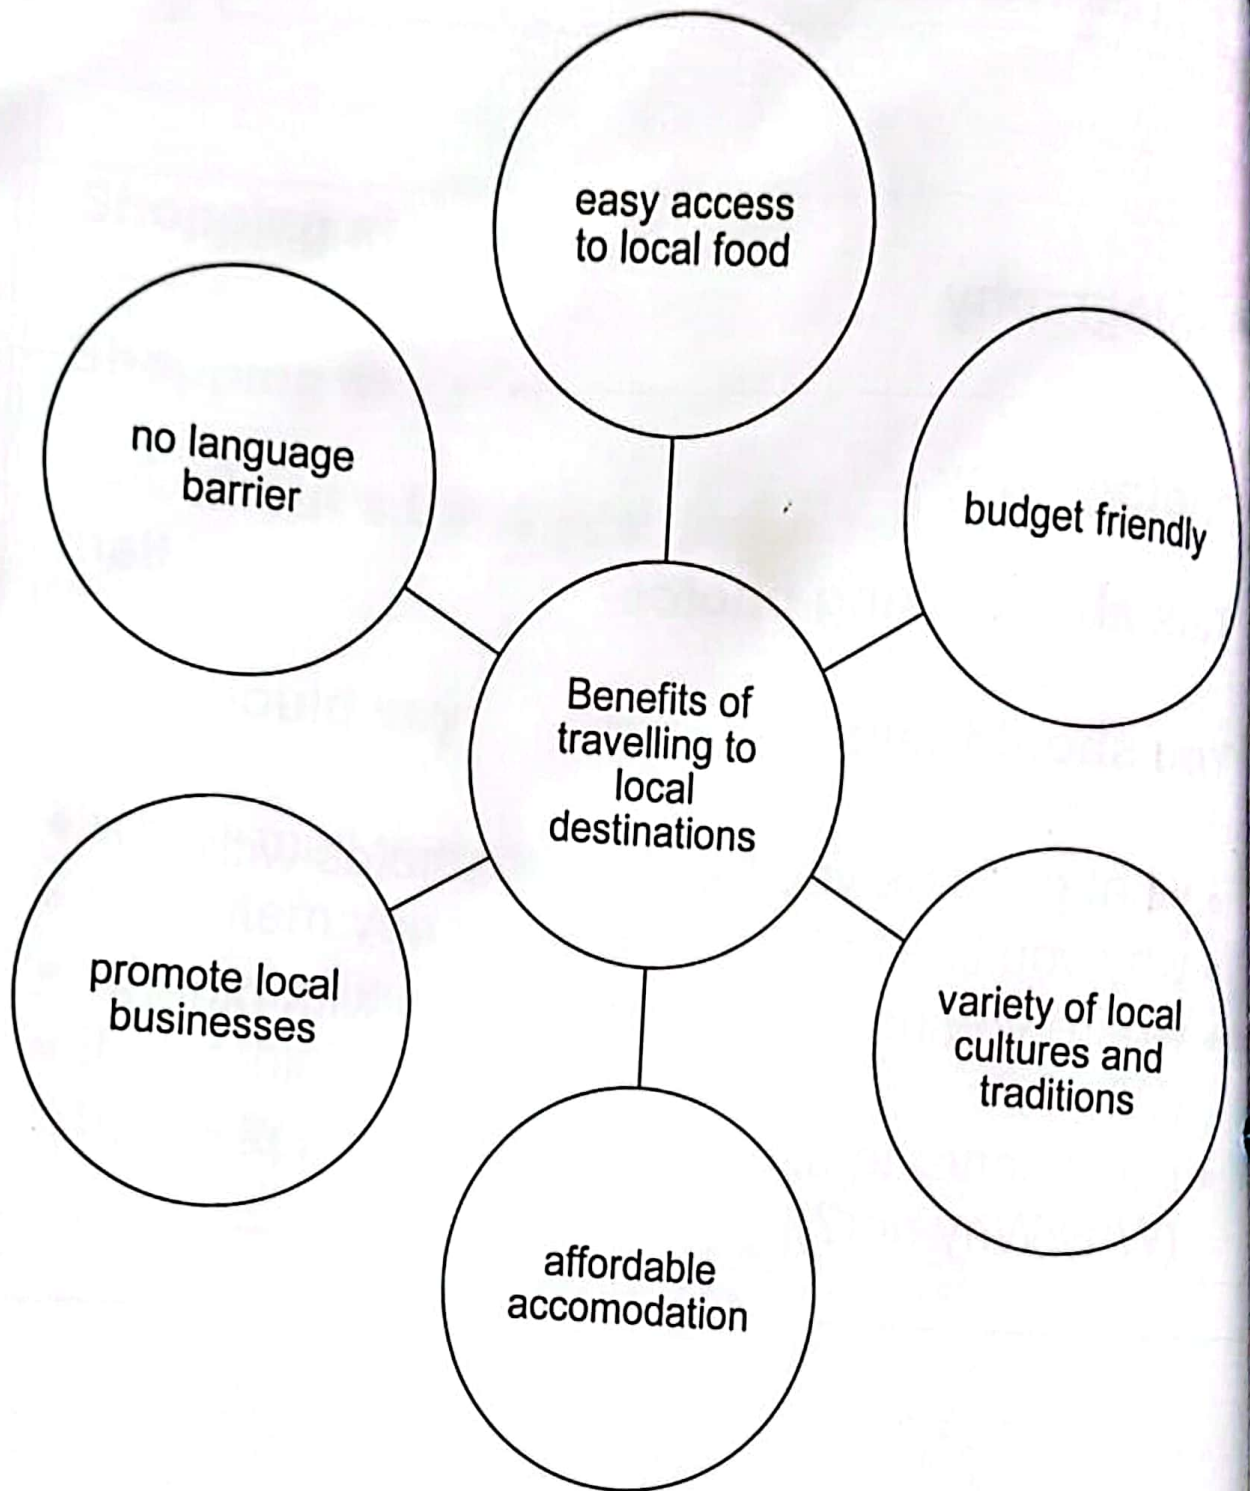 easy access
to local food
no language
barrier
budget friendly
Benefits of
travelling to
local
destinations
promote local
businesses
variety of local
cultures and
traditions
affordable
accomodation